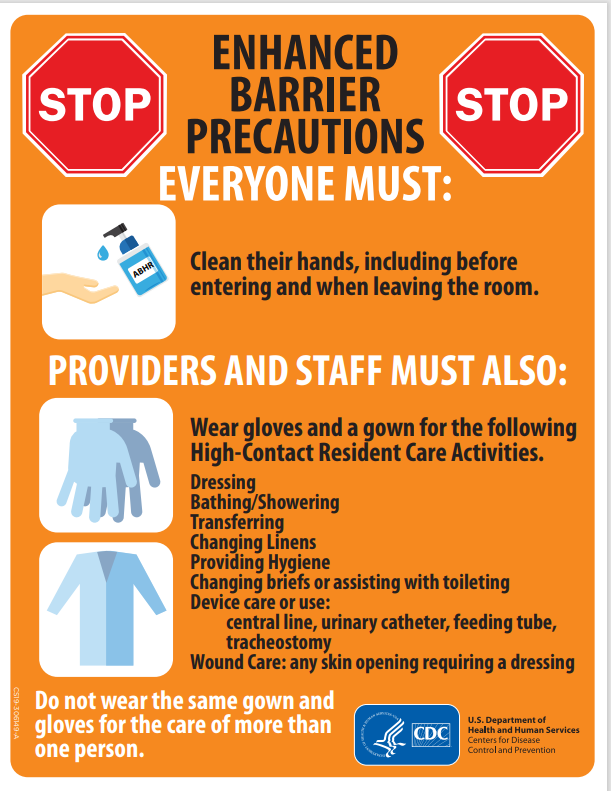 STOP
ENHANCED
BARRIER
PRECAUTIONS
STOP
EVERYONE MUST:
ABHR
Clean their hands, including before
entering and when leaving the room.
PROVIDERS AND STAFF MUST ALSO:
Wear gloves and a gown for the following
High-Contact Resident Care Activities.
Dressing
Bathing/Showering
Transferring
Changing Linens
Providing Hygiene
Changing briefs or assisting with toileting
Device care or use:
central line, urinary catheter, feeding tube,
tracheostomy
Wound Care: any skin opening requiring a dressing
Do not wear the same gown and
gloves for the care of more than
one person.
CDC
U.S. Department of
Health and Human Services
Centers for Disease
Control and Prevention